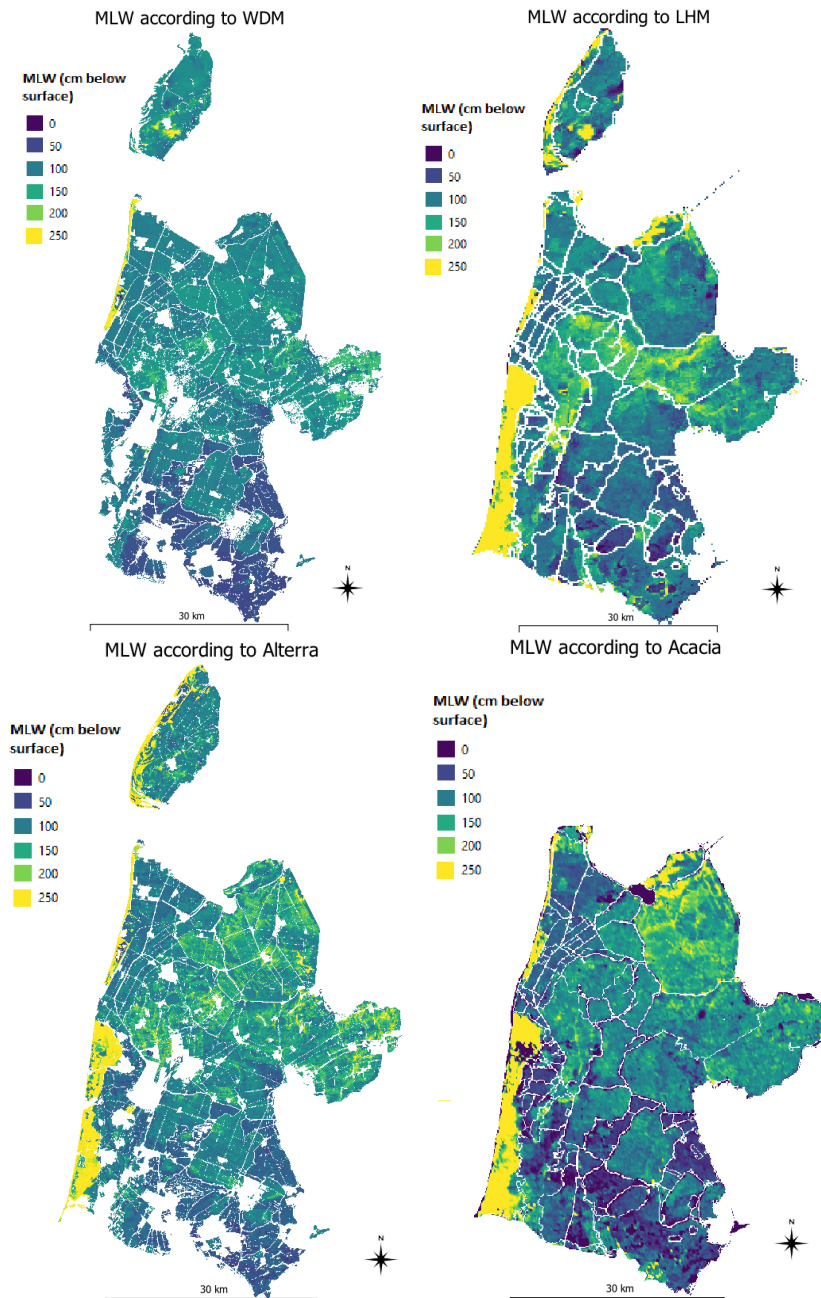 MLW according to WDM
MLW (cm below
surface)
0
50
100
150
200
250
N
30 km
MLW according to LHM
MLW (cm below
surface)
0
50
100
150
200
250
N
30 km
MLW according to Alterra
MLW (cm below
surface)
0
50
100
150
200
250
N
30 km
MLW according to Acacia
MLW (cm below
surface)
0
50
100
150
200
250
N
30 km